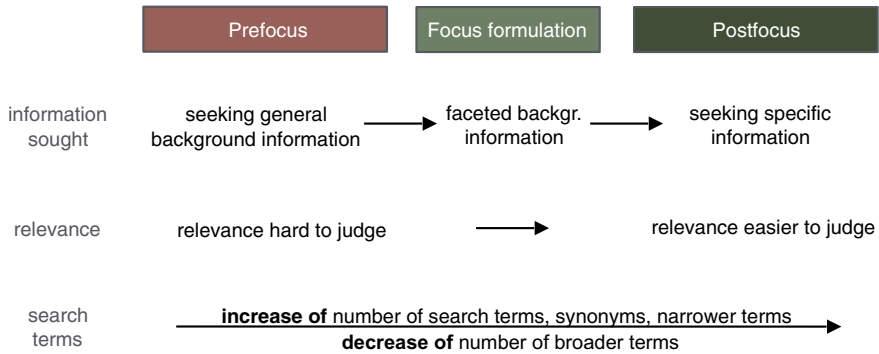 Prefocus
Focus formulation
Postfocus
information
sought
seeking general
background information
faceted backgr.
information
seeking specific
information
relevance
relevance hard to judge
relevance easier to judge
search
terms
increase of number of search terms, synonyms, narrower terms
decrease of number of broader terms